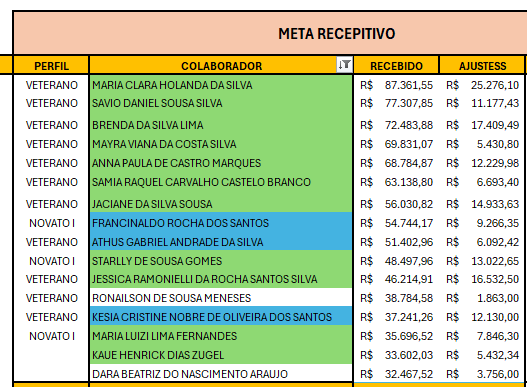 META RECEPITIVO
PERFIL COLABORADOR RECEBIDO AJUSTESS
VETERANO MARIA CLARA HOLANDA DA SILVA R$ 87.361,55 R$ 25.276,10
VETERANO SAVIO DANIEL SOUSA SILVA R$ 77.307,85 R$ 11.177,43
VETERANO BRENDA DA SILVA LIMA R$ 72.483,88 R$ 17.409,49
VETERANO MAYRA VIANA DA COSTA SILVA R$ 69.831,07 R$ 5.430,80
VETERANO ANNA PAULA DE CASTRO MARQUES R$ 68.784,87 R$ 12.229,98
VETERANO SAMIA RAQUEL CARVALHO CASTELO BRANCO R$ 63.138,80 R$ 6.693,40
VETERANO JACIANE DA SILVA SOUSA R$ 56.030,82 R$ 14.933,63
NOVATO I FRANCINALDO ROCHA DOS SANTOS R$ 54.744,17 R$ 9.266,35
VETERANO ATHUS GABRIEL ANDRADE DA SILVA R$ 51.402,96 R$ 6.092,42
NOVATO I STARLLY DE SOUSA GOMES R$ 48.497,96 R$ 13.022,65
VETERANO JESSICA RAMONIELLI DA ROCHA SANTOS SILVA R$ 46.214,91 R$ 16.532,50
VETERANO RONAILSON DE SOUSA MENESES R$ 38.784,58 R$ 1.863,00
VETERANO KESIA CRISTINE NOBRE DE OLIVEIRA DOS SANTOS R$ 37.241,26 R$ 12.130,00
NOVATO I MARIA LUIZI LIMA FERNANDES R$ 35.696,52 R$ 7.846,30
KAUE HENRICK DIAS ZUGEL R$ 33.602,03 R$ 5.432,34
DARA BEATRIZ DO NASCIMENTO ARAUJO R$ 32.467,52 R$ 3.756,00